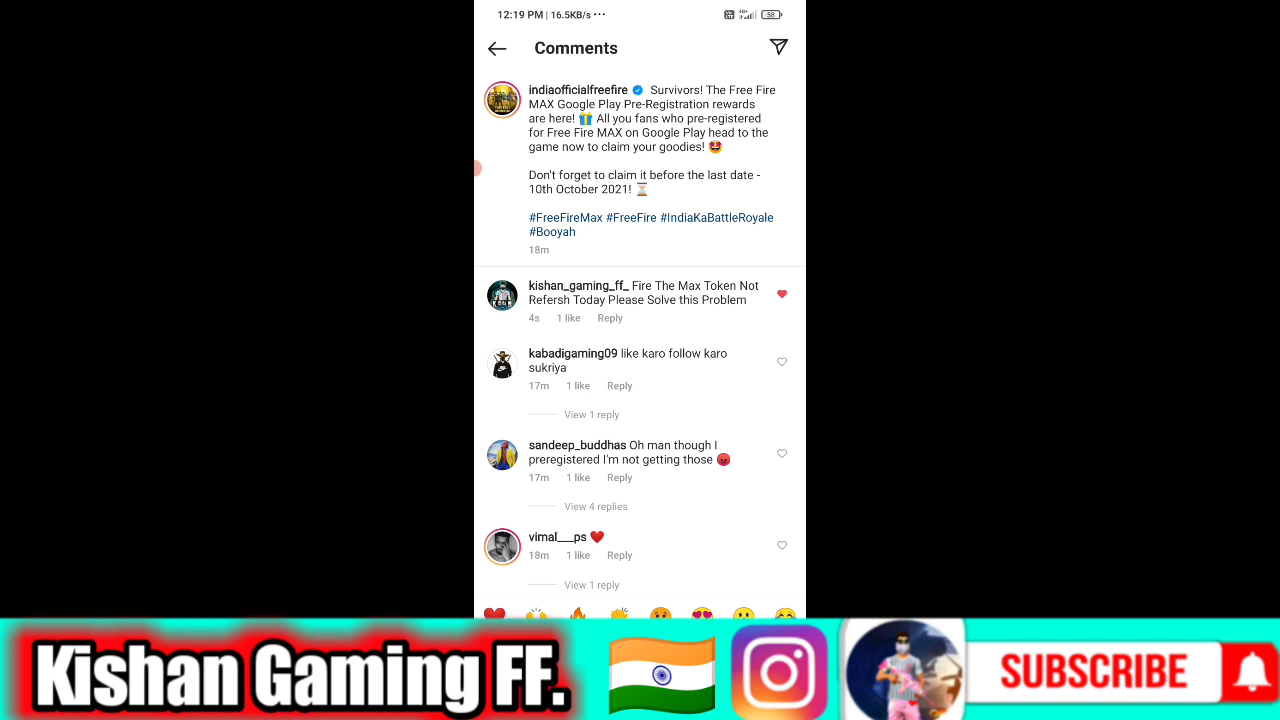 12:19 PM | 16.5KB/s ···
58
Comments
indiaofficialfreefire Survivors! The Free Fire
MAX Google Play Pre-Registration rewards
are here! 🎁 All you fans who pre-registered
for Free Fire MAX on Google Play head to the
game now to claim your goodies! 🤩
Don't forget to claim it before the last date -
10th October 2021! ⏳
#FreeFireMax #FreeFire #IndiaKaBattleRoyale
#Booyah
18m
kishan_gaming_ff_ Fire The Max Token Not
Refersh Today Please Solve this Problem
4s 1 like Reply
kabadigaming09 like karo follow karo
sukriya
17m 1 like Reply
View 1 reply
sandeep_buddhas Oh man though I
preregistered I'm not getting those 😡
17m 1 like Reply
View 4 replies
vimal___ps ❤️
18m 1 like Reply
View 1 reply
Kishan Gaming FF.
SUBSCRIBE